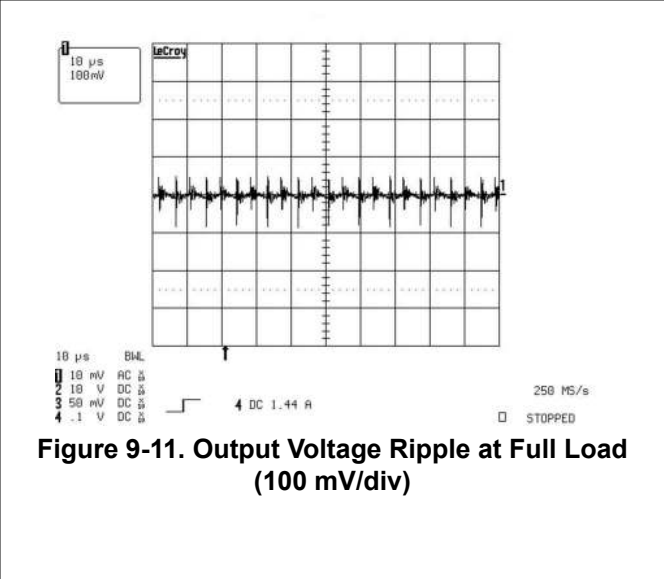 1
10 µs
100mV
LeCroy
1
10 µs BWL
1 10 mV AC
2 10 V DC
3 50 mV DC
4 .1 V DC
4 DC 1.44 A
250 MS/s
STOPPED
Figure 9-11. Output Voltage Ripple at Full Load
(100 mV/div)